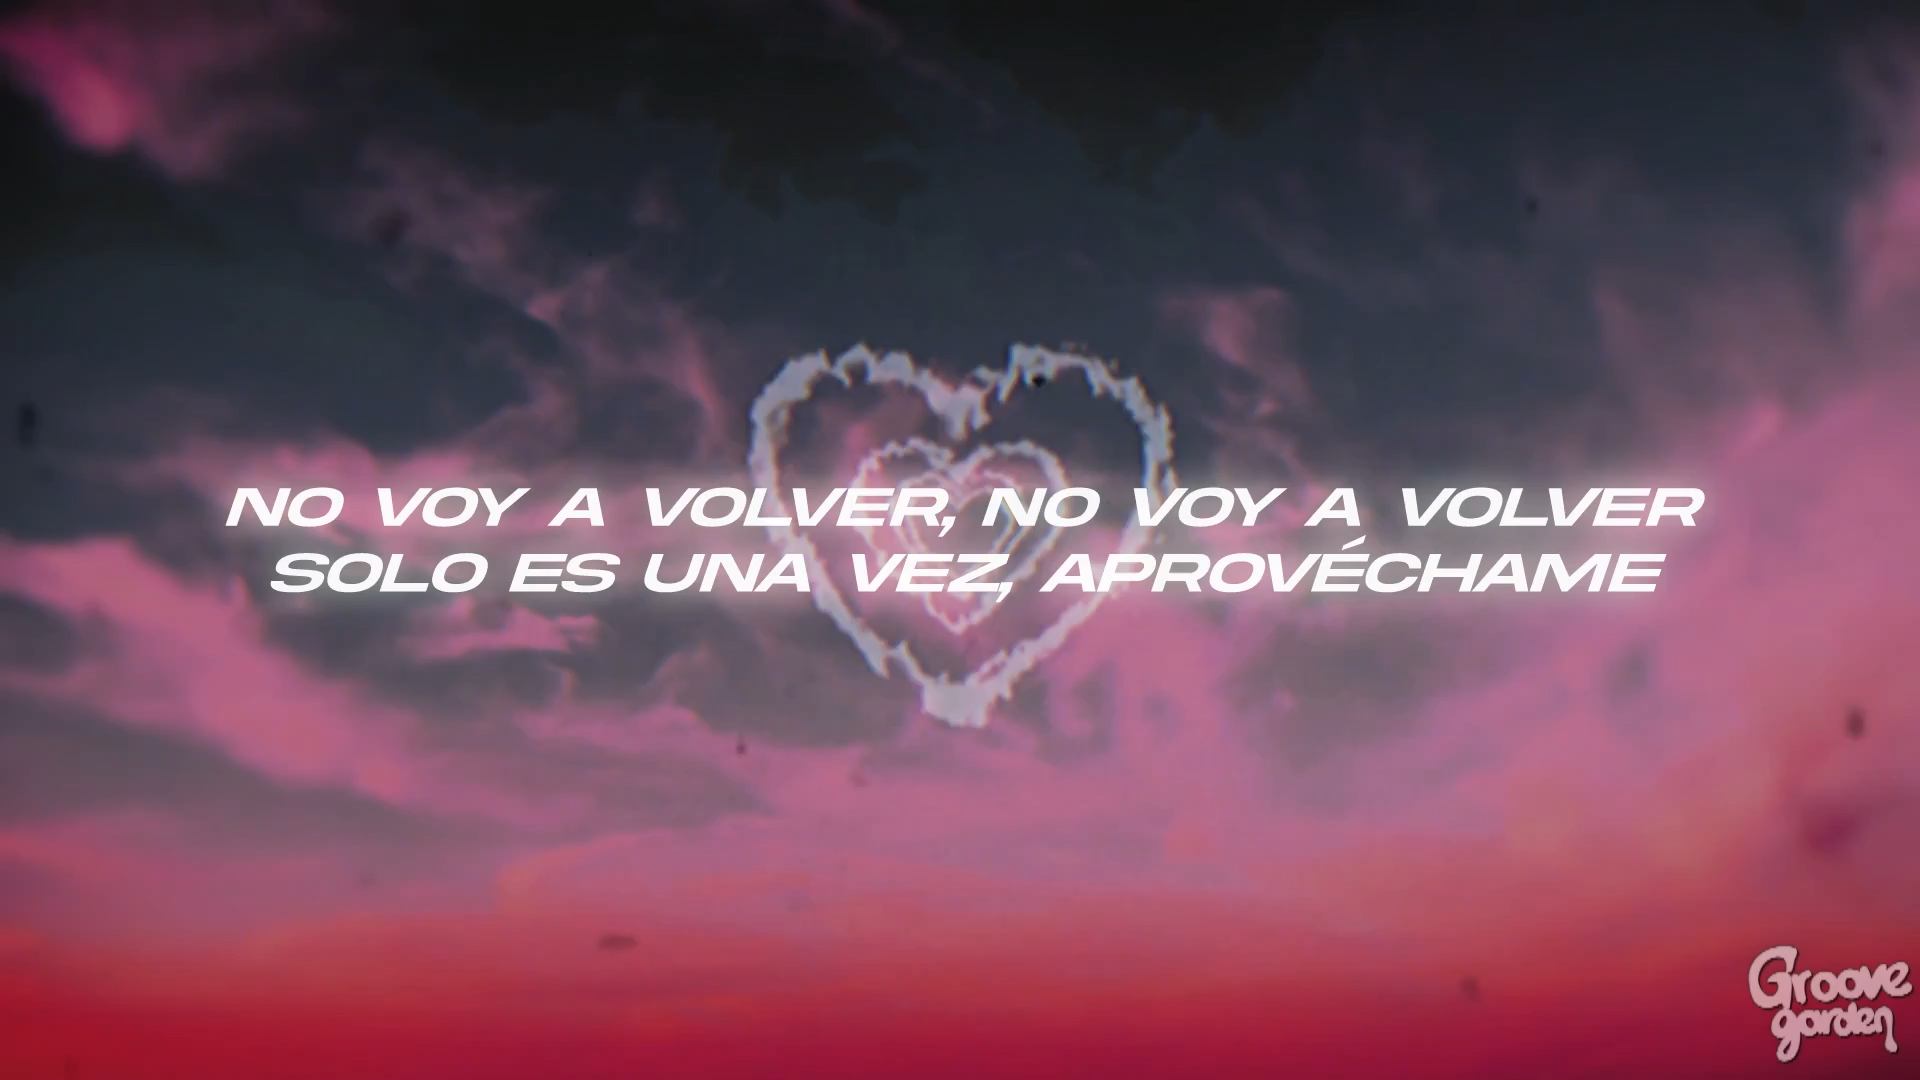 NO VOY A VOLVER, NO VOY A VOLVER
SOLO ES UNA VEZ, APROVÉCHAME
Groove
garden